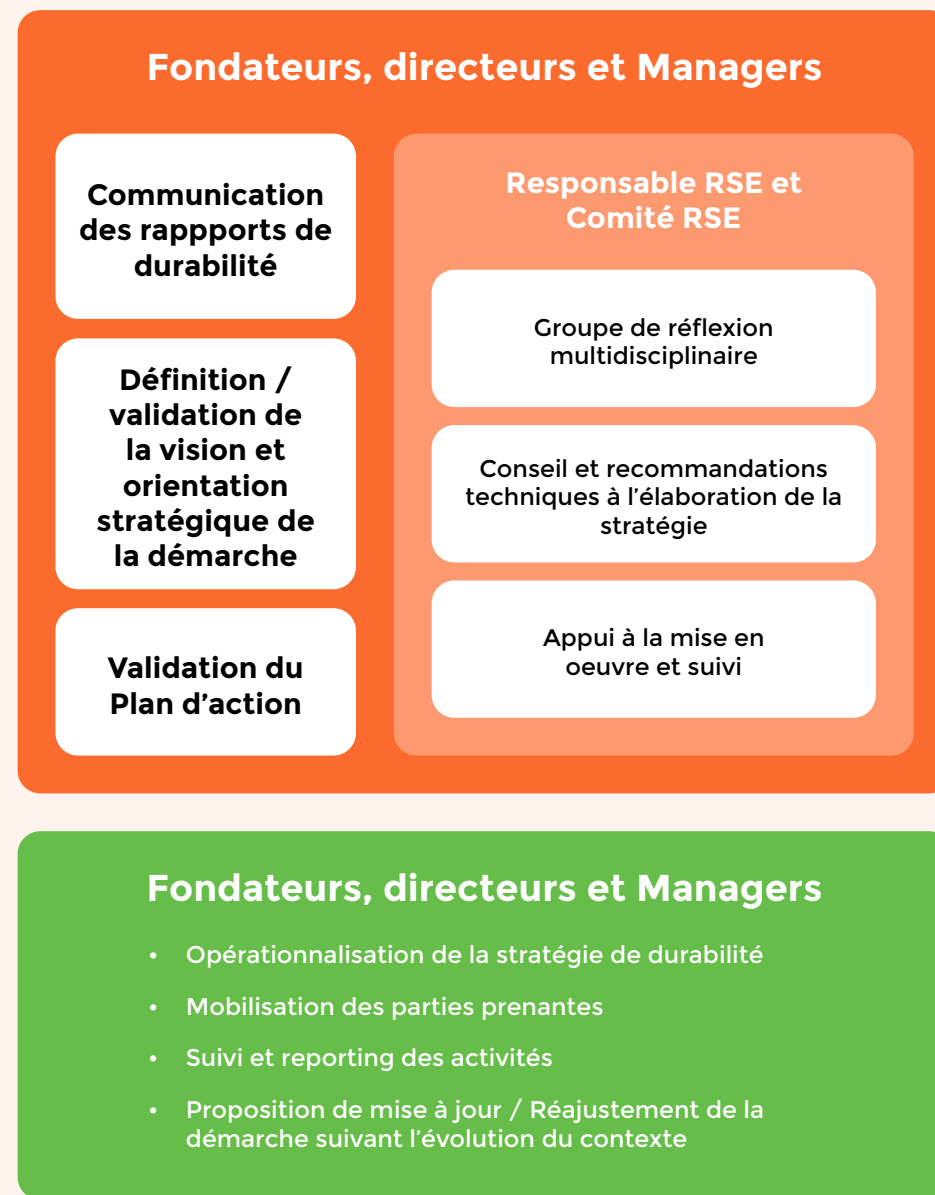 Fondateurs, directeurs et Managers
Communication
des rappports de
durabilité
Définition /
validation de
la vision et
orientation
stratégique de
la démarche
Validation du
Plan d’action
Responsable RSE et
Comité RSE
Groupe de réflexion
multidisciplinaire
Conseil et recommandations
techniques à l’élaboration de la
stratégie
Appui à la mise en
oeuvre et suivi
Fondateurs, directeurs et Managers
• Opérationnalisation de la stratégie de durabilité
• Mobilisation des parties prenantes
• Suivi et reporting des activités
• Proposition de mise à jour / Réajustement de la
démarche suivant l’évolution du contexte